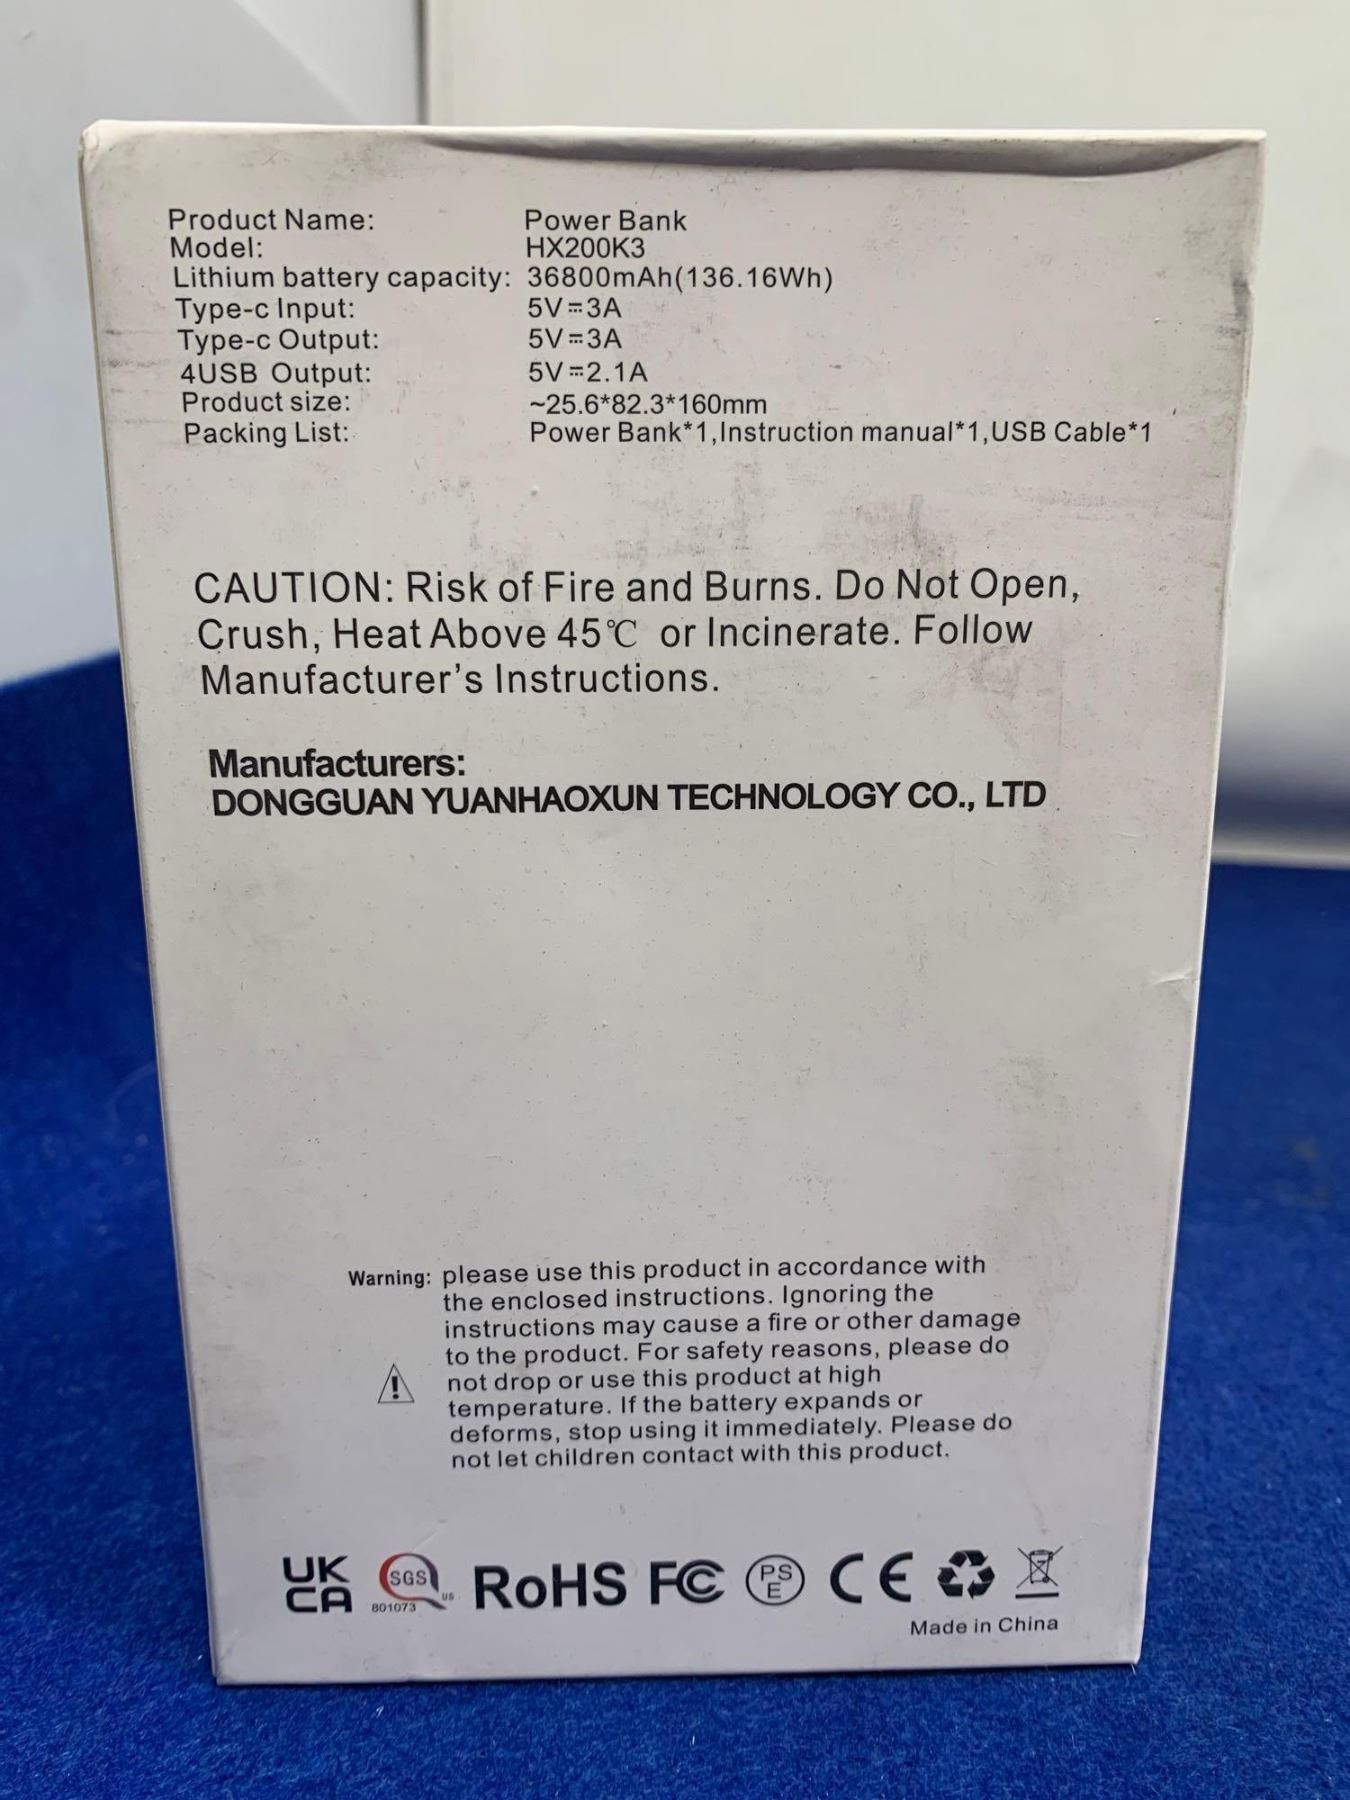 Product Name: Power Bank
Model: HX200K3
Lithium battery capacity: 36800mAh(136.16Wh)
Type-c Input: 5V⎓3A
Type-c Output: 5V⎓3A
4USB Output: 5V⎓2.1A
Product size: ~25.6*82.3*160mm
Packing List: Power Bank*1,Instruction manual*1,USB Cable*1
CAUTION: Risk of Fire and Burns. Do Not Open,
Crush, Heat Above 45℃ or Incinerate. Follow
Manufacturer's Instructions.
Manufacturers:
DONGGUAN YUANHAOXUN TECHNOLOGY CO., LTD
Warning: please use this product in accordance with
the enclosed instructions. Ignoring the
instructions may cause a fire or other damage
to the product. For safety reasons, please do
not drop or use this product at high
temperature. If the battery expands or
deforms, stop using it immediately. Please do
not let children contact with this product.
UK
CA
SGS
US
801073
RoHS FC PS
E
CE
Made in China